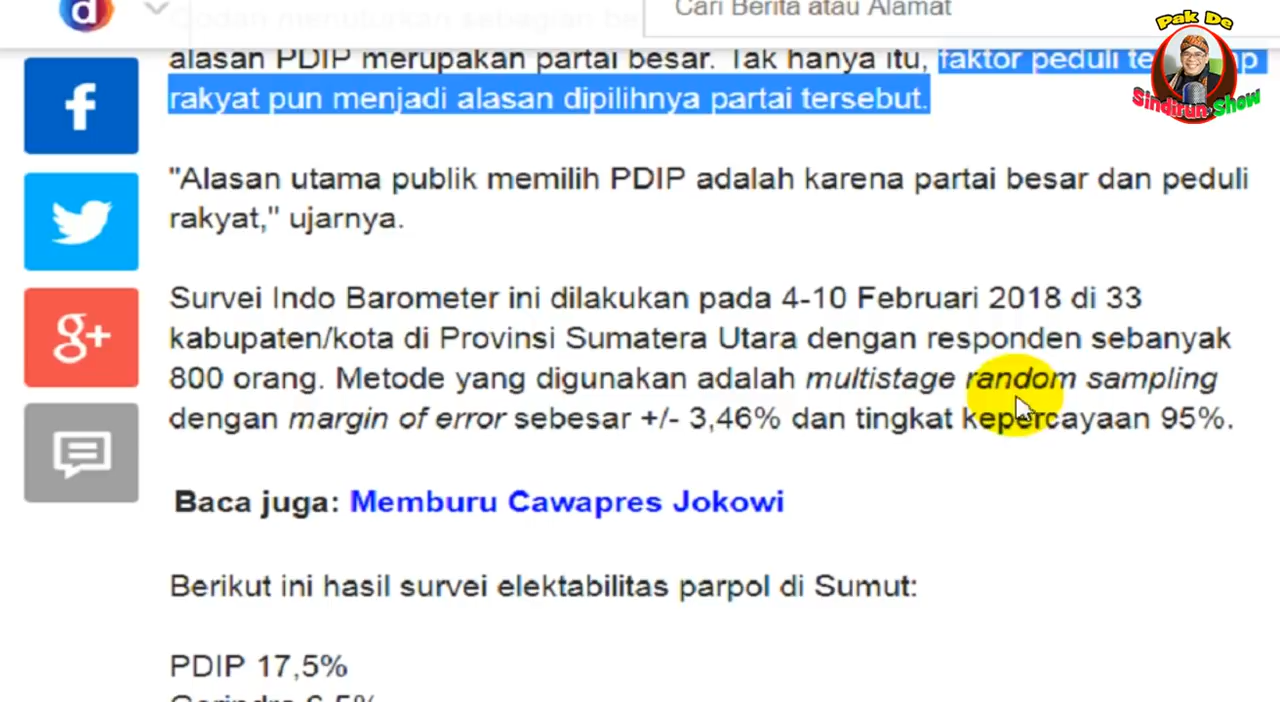 d
Cari Berita atau Alamat
Pak De
Sindirun Show
alasan PDIP merupakan partai besar. Tak hanya itu, faktor peduli
rakyat pun menjadi alasan dipilihnya partai tersebut.
"Alasan utama publik memilih PDIP adalah karena partai besar dan peduli
rakyat," ujarnya.
Survei Indo Barometer ini dilakukan pada 4-10 Februari 2018 di 33
kabupaten/kota di Provinsi Sumatera Utara dengan responden sebanyak
800 orang. Metode yang digunakan adalah multistage random sampling
dengan margin of error sebesar +/- 3,46% dan tingkat kepercayaan 95%.
Baca juga: Memburu Cawapres Jokowi
Berikut ini hasil survei elektabilitas parpol di Sumut:
PDIP 17,5%
f
g+